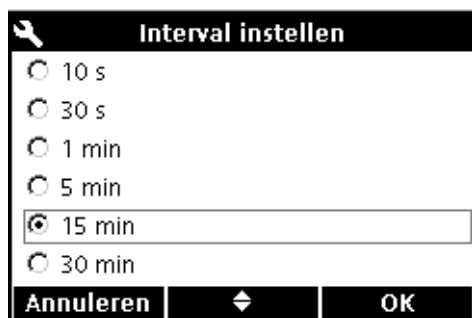 Interval instellen
10 s
30 s
1 min
5 min
15 min
30 min
Annuleren OK